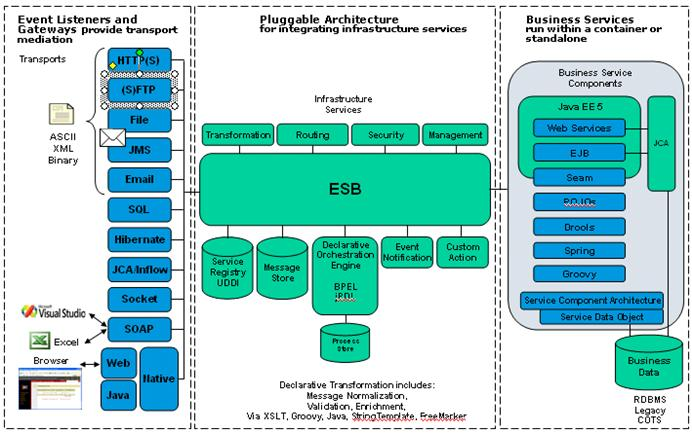 Event Listeners and
Gateways provide transport
mediation
Transports
HTTP(S)
(S)FTP
File
JMS
Email
SQL
Hibernate
JCA/Inflow
Socket
SOAP
Web
Java
Native
ASCII
XML
Binary
Microsoft
Visual Studio
Excel
Browser
Pluggable Architecture
for integrating infrastructure services
Infrastructure
Services
Transformation
Routing
Security
Management
ESB
Service
Registry
UDDI
Message
Store
Declarative
Orchestration
Engine
BPEL
jPDL
Event
Notification
Custom
Action
Process
Store
Declarative Transformation includes:
Message Normalization,
Validation, Enrichment,
Via XSLT, Groovy, Java, StringTemplate, FreeMarker
Business Services
run within a container or
standalone
Business Service
Components
Java EE 5
Web Services
EJB
JCA
Seam
POJOs
Drools
Spring
Groovy
Service Component Architecture
Service Data Object
Business
Data
RDBMS
Legacy
COTS